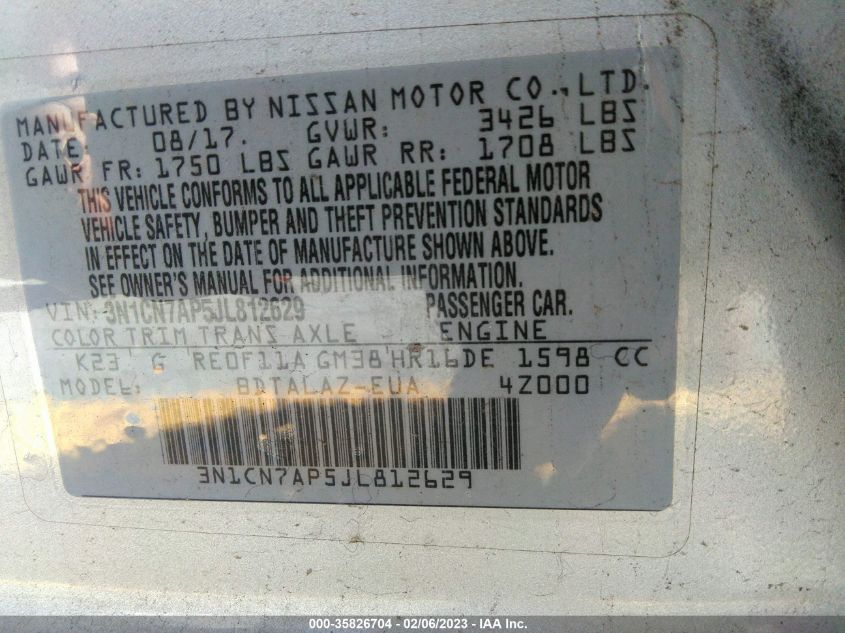 MANUFACTURED BY NISSAN MOTOR CO., LTD.
DATE: 08/17. GVWR: 3426 LBS
GAWR FR: 1750 LBS GAWR RR: 1708 LBS
THIS VEHICLE CONFORMS TO ALL APPLICABLE FEDERAL MOTOR
VEHICLE SAFETY, BUMPER AND THEFT PREVENTION STANDARDS
IN EFFECT ON THE DATE OF MANUFACTURE SHOWN ABOVE.
SEE OWNER'S MANUAL FOR ADDITIONAL INFORMATION.
VIN: 3N1CN7AP5JL812629 PASSENGER CAR.
COLOR TRIM TRANS AXLE ENGINE
K23 G RE0F11A GM38 HR16DE 1598 CC
MODEL: BDTALAZ-EUA 4Z000
3N1CN7AP5JL812629
000-35826704 - 02/06/2023 - IAA Inc.